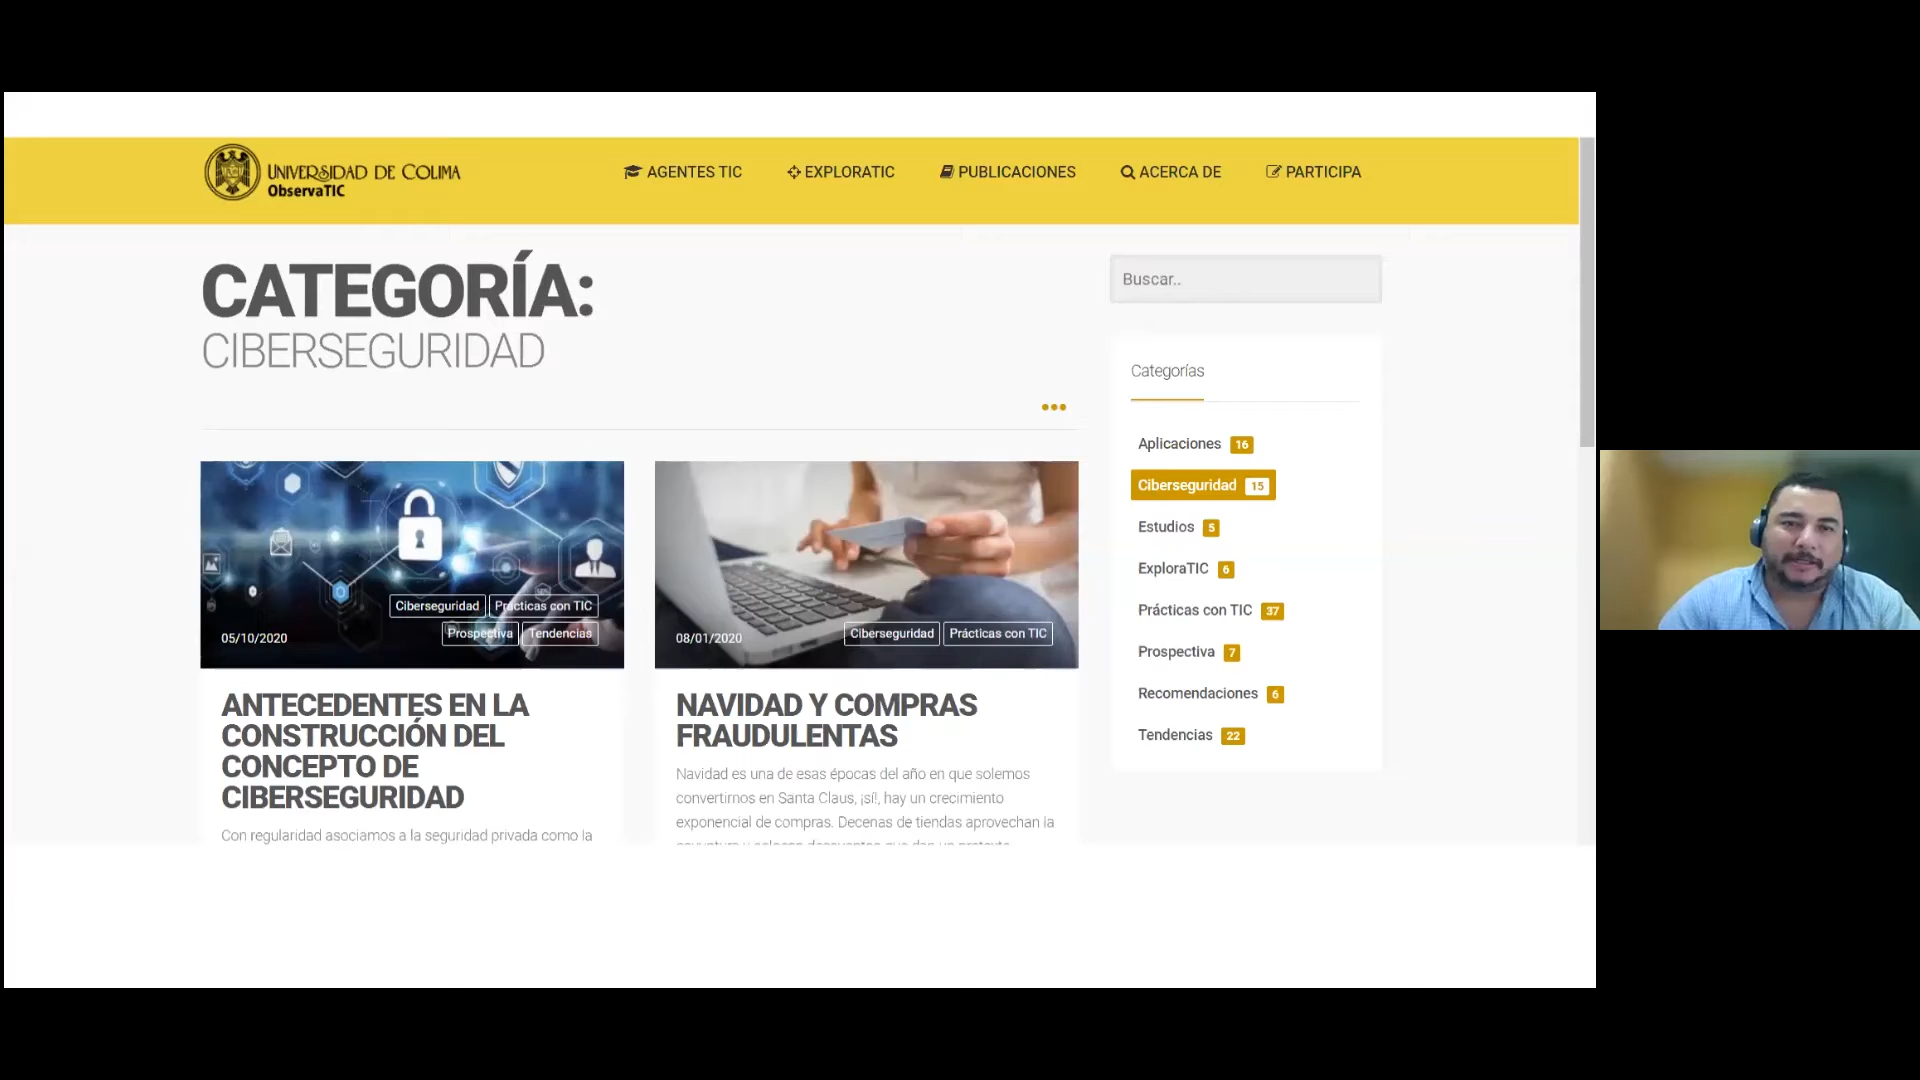 UNIVERSIDAD DE COLIMA
ObservaTIC
AGENTES TIC
EXPLORATIC
PUBLICACIONES
ACERCA DE
PARTICIPA
CATEGORÍA:
CIBERSEGURIDAD
Ciberseguridad
Prácticas con TIC
Prospectiva
Tendencias
05/10/2020
ANTECEDENTES EN LA
CONSTRUCCIÓN DEL
CONCEPTO DE
CIBERSEGURIDAD
Con regularidad asociamos a la seguridad privada como la
Ciberseguridad
Prácticas con TIC
08/01/2020
NAVIDAD Y COMPRAS
FRAUDULENTAS
Navidad es una de esas épocas del año en que solemos
convertirnos en Santa Claus, ¡sí!, hay un crecimiento
exponencial de compras. Decenas de tiendas aprovechan la
Buscar..
Categorías
Aplicaciones 16
Ciberseguridad 15
Estudios 5
ExploraTIC 6
Prácticas con TIC 37
Prospectiva 7
Recomendaciones 6
Tendencias 22